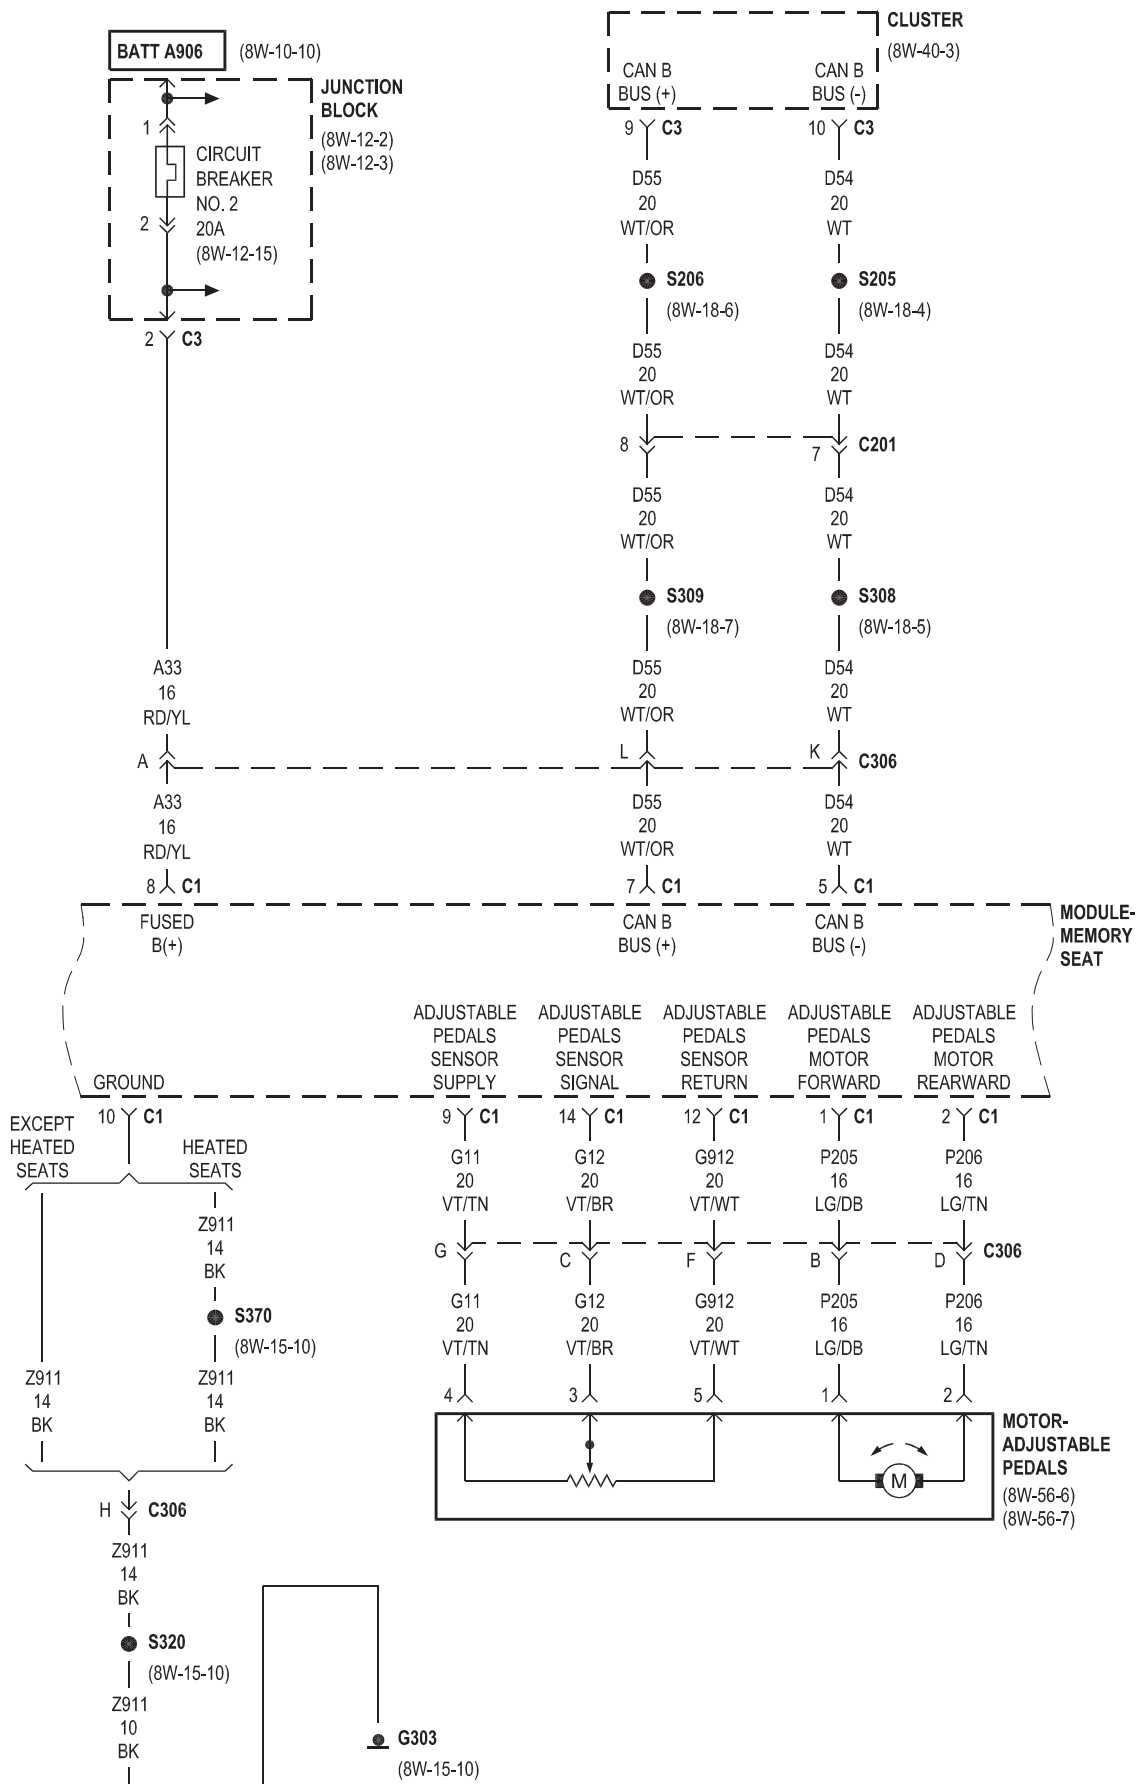 BATT A906 (8W-10-10)
JUNCTION
BLOCK
(8W-12-2)
(8W-12-3)
1
CIRCUIT
BREAKER
NO. 2
20A
(8W-12-15)
2
2 C3
CLUSTER
(8W-40-3)
CAN B
BUS (+)
CAN B
BUS (-)
9 C3
10 C3
D55
20
WT/OR
D54
20
WT
S206
(8W-18-6)
S205
(8W-18-4)
D55
20
WT/OR
D54
20
WT
8
7
C201
D55
20
WT/OR
D54
20
WT
S309
(8W-18-7)
S308
(8W-18-5)
A33
16
RD/YL
D55
20
WT/OR
D54
20
WT
A
L
K
C306
A33
16
RD/YL
D55
20
WT/OR
D54
20
WT
8 C1
7 C1
5 C1
FUSED
B(+)
CAN B
BUS (+)
CAN B
BUS (-)
MODULE-
MEMORY
SEAT
GROUND
ADJUSTABLE
PEDALS
SENSOR
SUPPLY
ADJUSTABLE
PEDALS
SENSOR
SIGNAL
ADJUSTABLE
PEDALS
SENSOR
RETURN
ADJUSTABLE
PEDALS
MOTOR
FORWARD
ADJUSTABLE
PEDALS
MOTOR
REARWARD
10 C1
9 C1
14 C1
12 C1
1 C1
2 C1
EXCEPT
HEATED
SEATS
HEATED
SEATS
G11
20
VT/TN
G12
20
VT/BR
G912
20
VT/WT
P205
16
LG/DB
P206
16
LG/TN
Z911
14
BK
G
C
F
B
D
C306
S370
(8W-15-10)
G11
20
VT/TN
G12
20
VT/BR
G912
20
VT/WT
P205
16
LG/DB
P206
16
LG/TN
Z911
14
BK
Z911
14
BK
4
3
5
1
2
M
MOTOR-
ADJUSTABLE
PEDALS
(8W-56-6)
(8W-56-7)
H C306
Z911
14
BK
S320
(8W-15-10)
Z911
10
BK
G303
(8W-15-10)